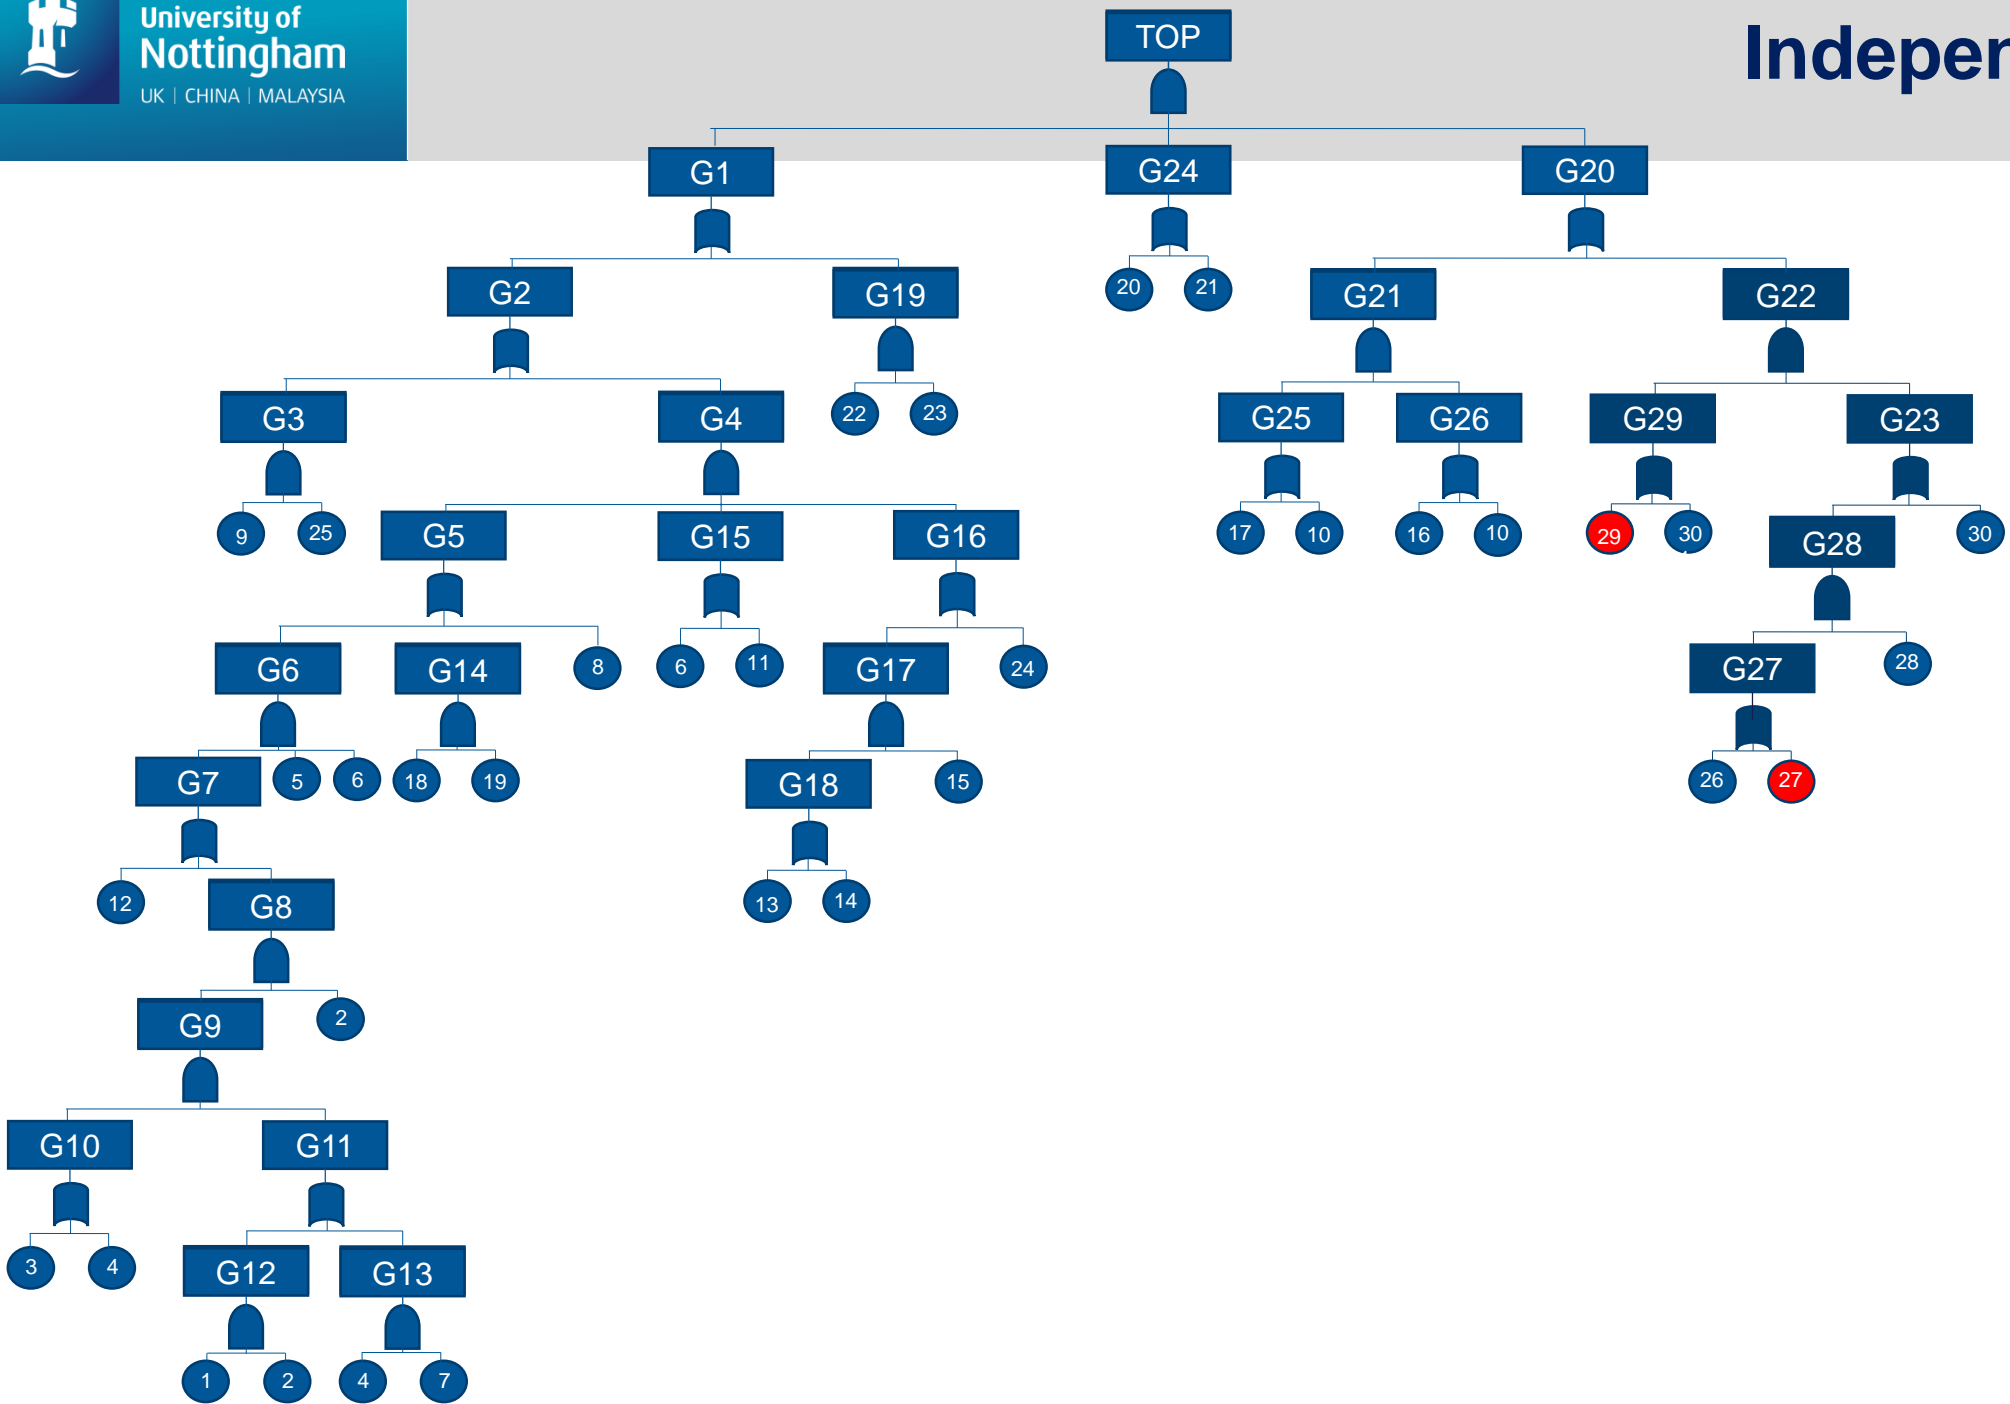 University of
Nottingham
UK | CHINA | MALAYSIA
Indeper
TOP
G1
G24
G20
G2
G19
20
21
G21
G22
G3
G4
22
23
G25
G26
G29
G23
9
25
G5
G15
G16
17
10
16
10
29
30
G28
30
G6
G14
8
6
11
G17
24
G27
28
G7
5
6
18
19
G18
15
26
27
12
G8
13
14
G9
2
G10
G11
3
4
G12
G13
1
2
4
7